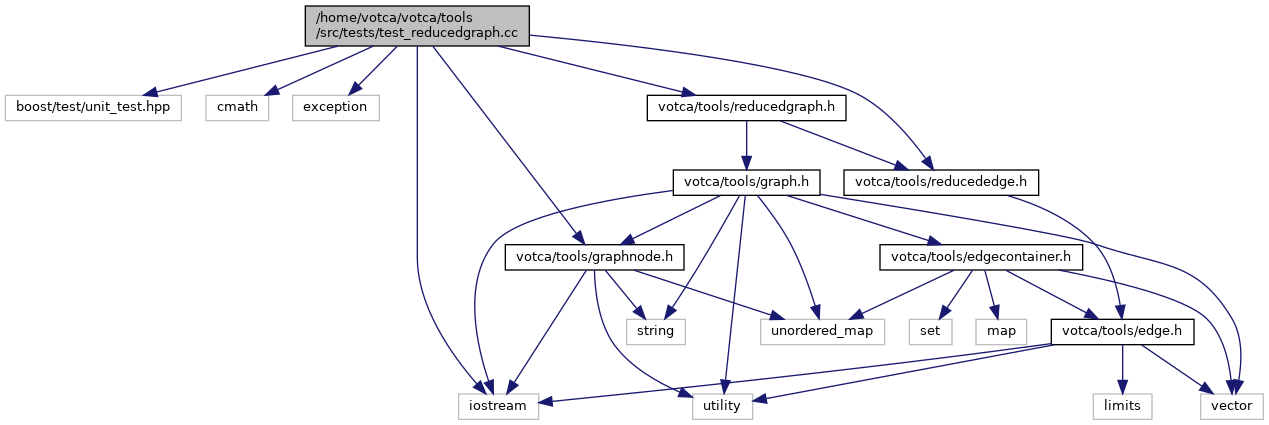 /home/votca/votca/tools
/src/tests/test_reducedgraph.cc
boost/test/unit_test.hpp
cmath
exception
votca/tools/reducedgraph.h
votca/tools/graph.h
votca/tools/reducededge.h
votca/tools/graphnode.h
votca/tools/edgecontainer.h
string
unordered_map
set
map
votca/tools/edge.h
iostream
utility
limits
vector